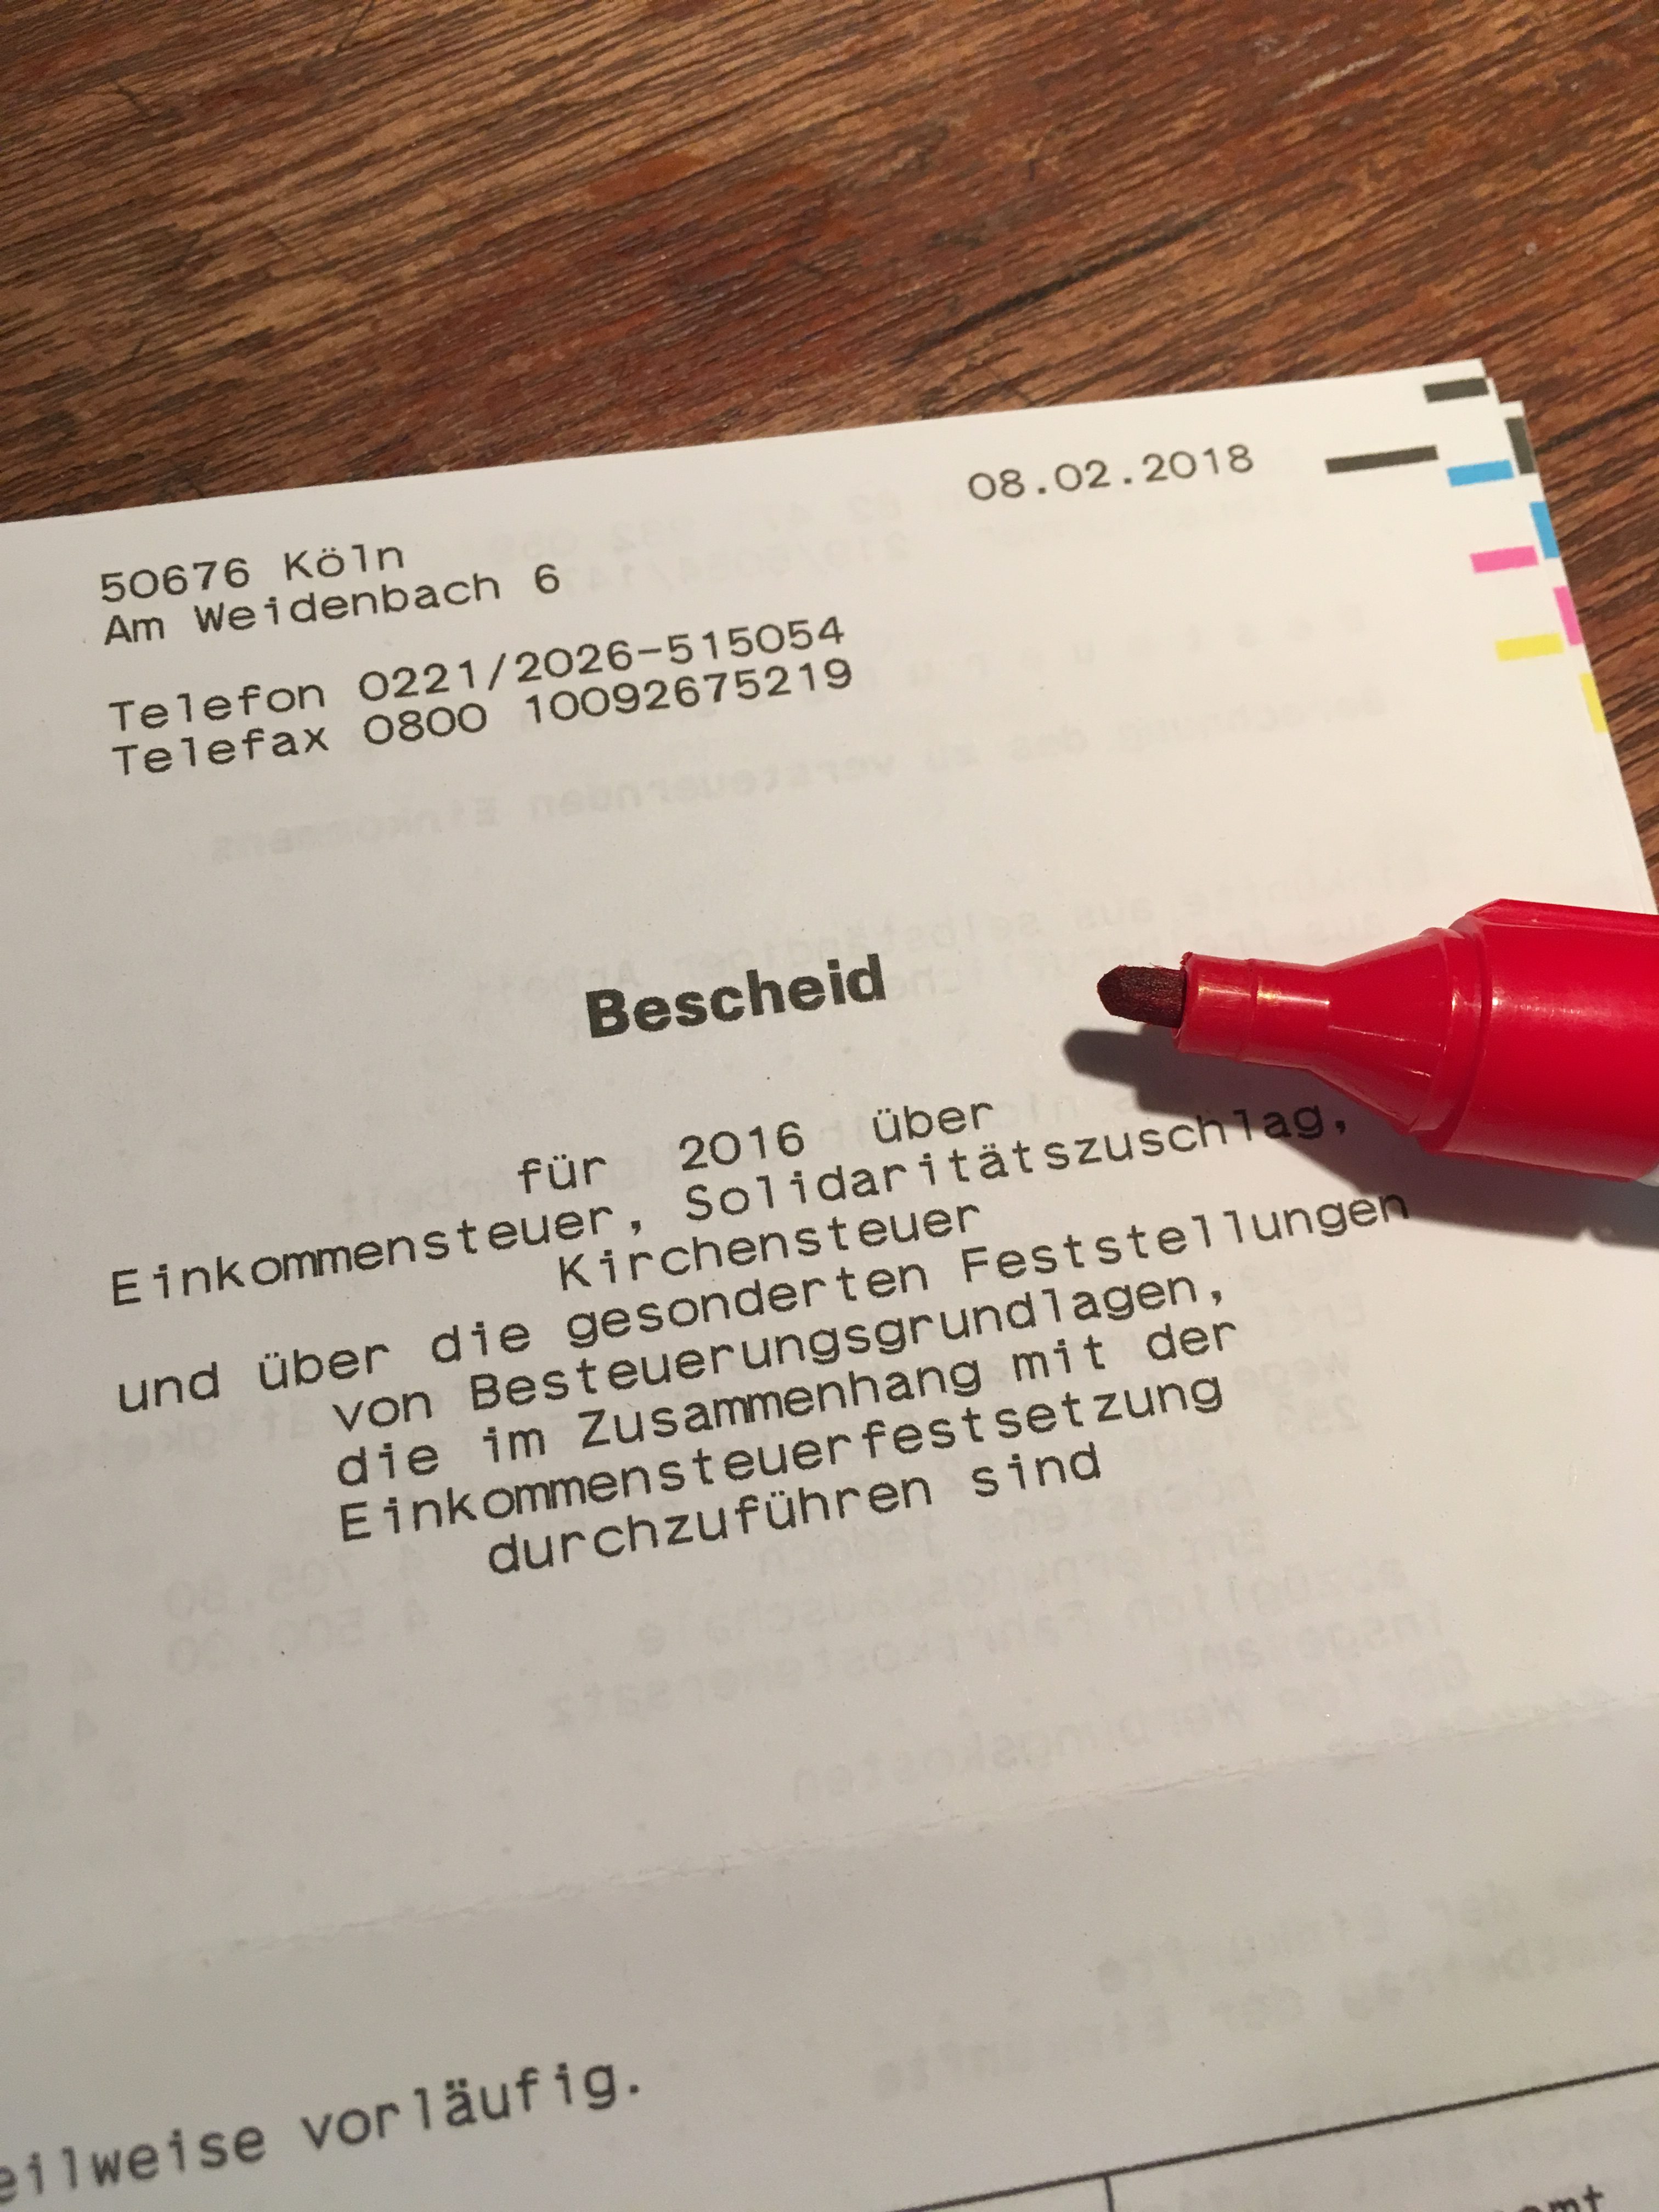 08.02.2018
50676 Köln
Am Weidenbach 6
Telefon 0221/2026-515054
Telefax 0800 10092675219
Bescheid
für 2016 über
Einkommensteuer, Solidaritätszuschlag,
Kirchensteuer
und über die gesonderten Feststellungen
von Besteuerungsgrundlagen,
die im Zusammenhang mit der
Einkommensteuerfestsetzung
durchzuführen sind
eilweise vorläufig.